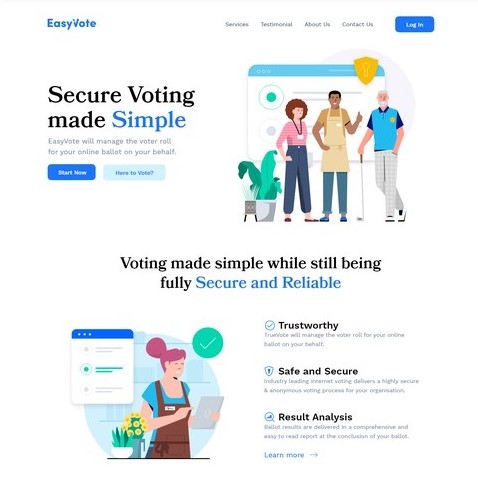 EasyVote
Services Testimonial About Us Contact Us Log In
Secure Voting
made Simple
EasyVote will manage the voter roll
for your online ballot on your behalf.
Start Now Here to Vote?
Voting made simple while still being
fully Secure and Reliable
Trustworthy
TrueVote will manage the voter roll for your online
ballot on your behalf.
Safe and Secure
Industry leading internet voting delivers a highly secure
& anonymous voting process for your organisation.
Result Analysis
Ballot results are delivered in a comprehensive and
easy to read report at the conclusion of your ballot.
Learn more